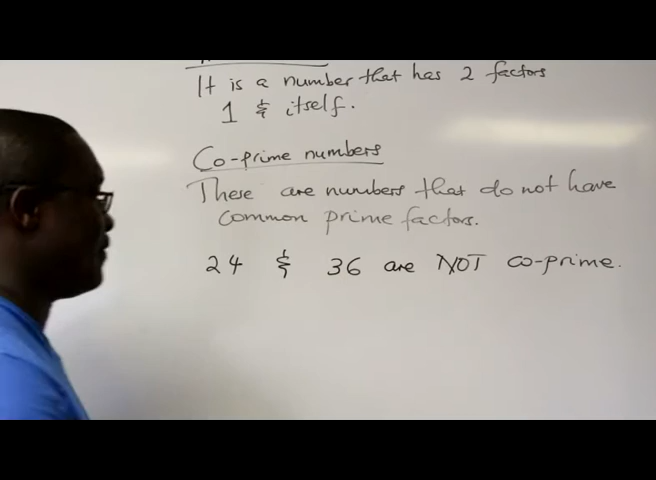 It is a number that has 2 factors
1 & itself.
Co-prime numbers
These are numbers that do not have
common prime factors.
24 & 36 are NOT co-prime.